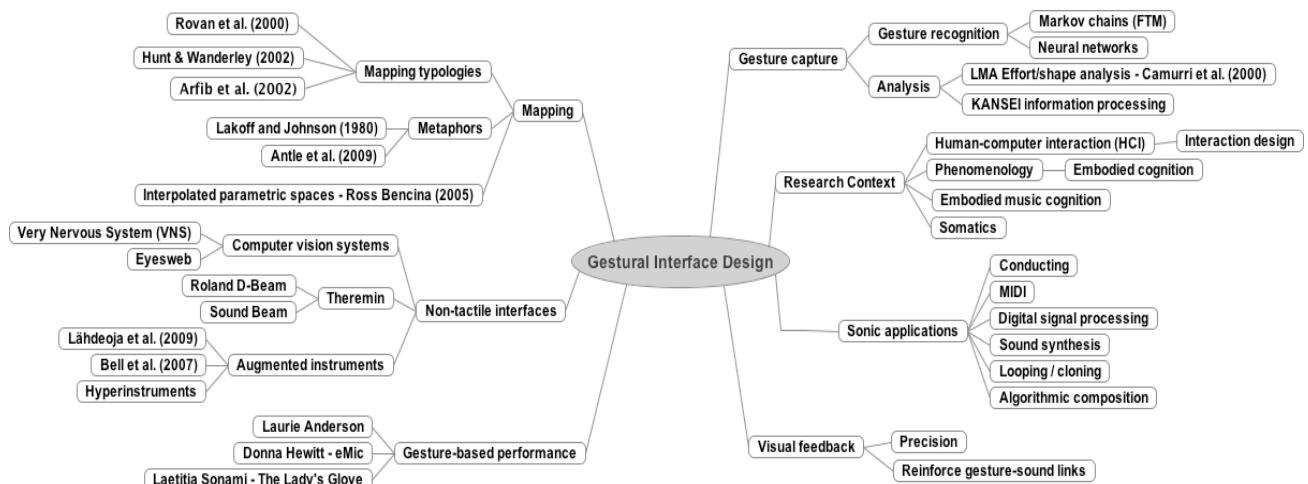 Gestural Interface Design
Mapping
Mapping typologies
Rovan et al. (2000)
Hunt & Wanderley (2002)
Arfib et al. (2002)
Metaphors
Lakoff and Johnson (1980)
Antle et al. (2009)
Interpolated parametric spaces - Ross Bencina (2005)
Non-tactile interfaces
Computer vision systems
Very Nervous System (VNS)
Eyesweb
Theremin
Roland D-Beam
Sound Beam
Augmented instruments
Lähdeoja et al. (2009)
Bell et al. (2007)
Hyperinstruments
Gesture-based performance
Laurie Anderson
Donna Hewitt - eMic
Laetitia Sonami - The Lady's Glove
Gesture capture
Gesture recognition
Markov chains (FTM)
Neural networks
Analysis
LMA Effort/shape analysis - Camurri et al. (2000)
KANSEI information processing
Research Context
Human-computer interaction (HCI)
Interaction design
Phenomenology
Embodied cognition
Embodied music cognition
Somatics
Sonic applications
Conducting
MIDI
Digital signal processing
Sound synthesis
Looping / cloning
Algorithmic composition
Visual feedback
Precision
Reinforce gesture-sound links